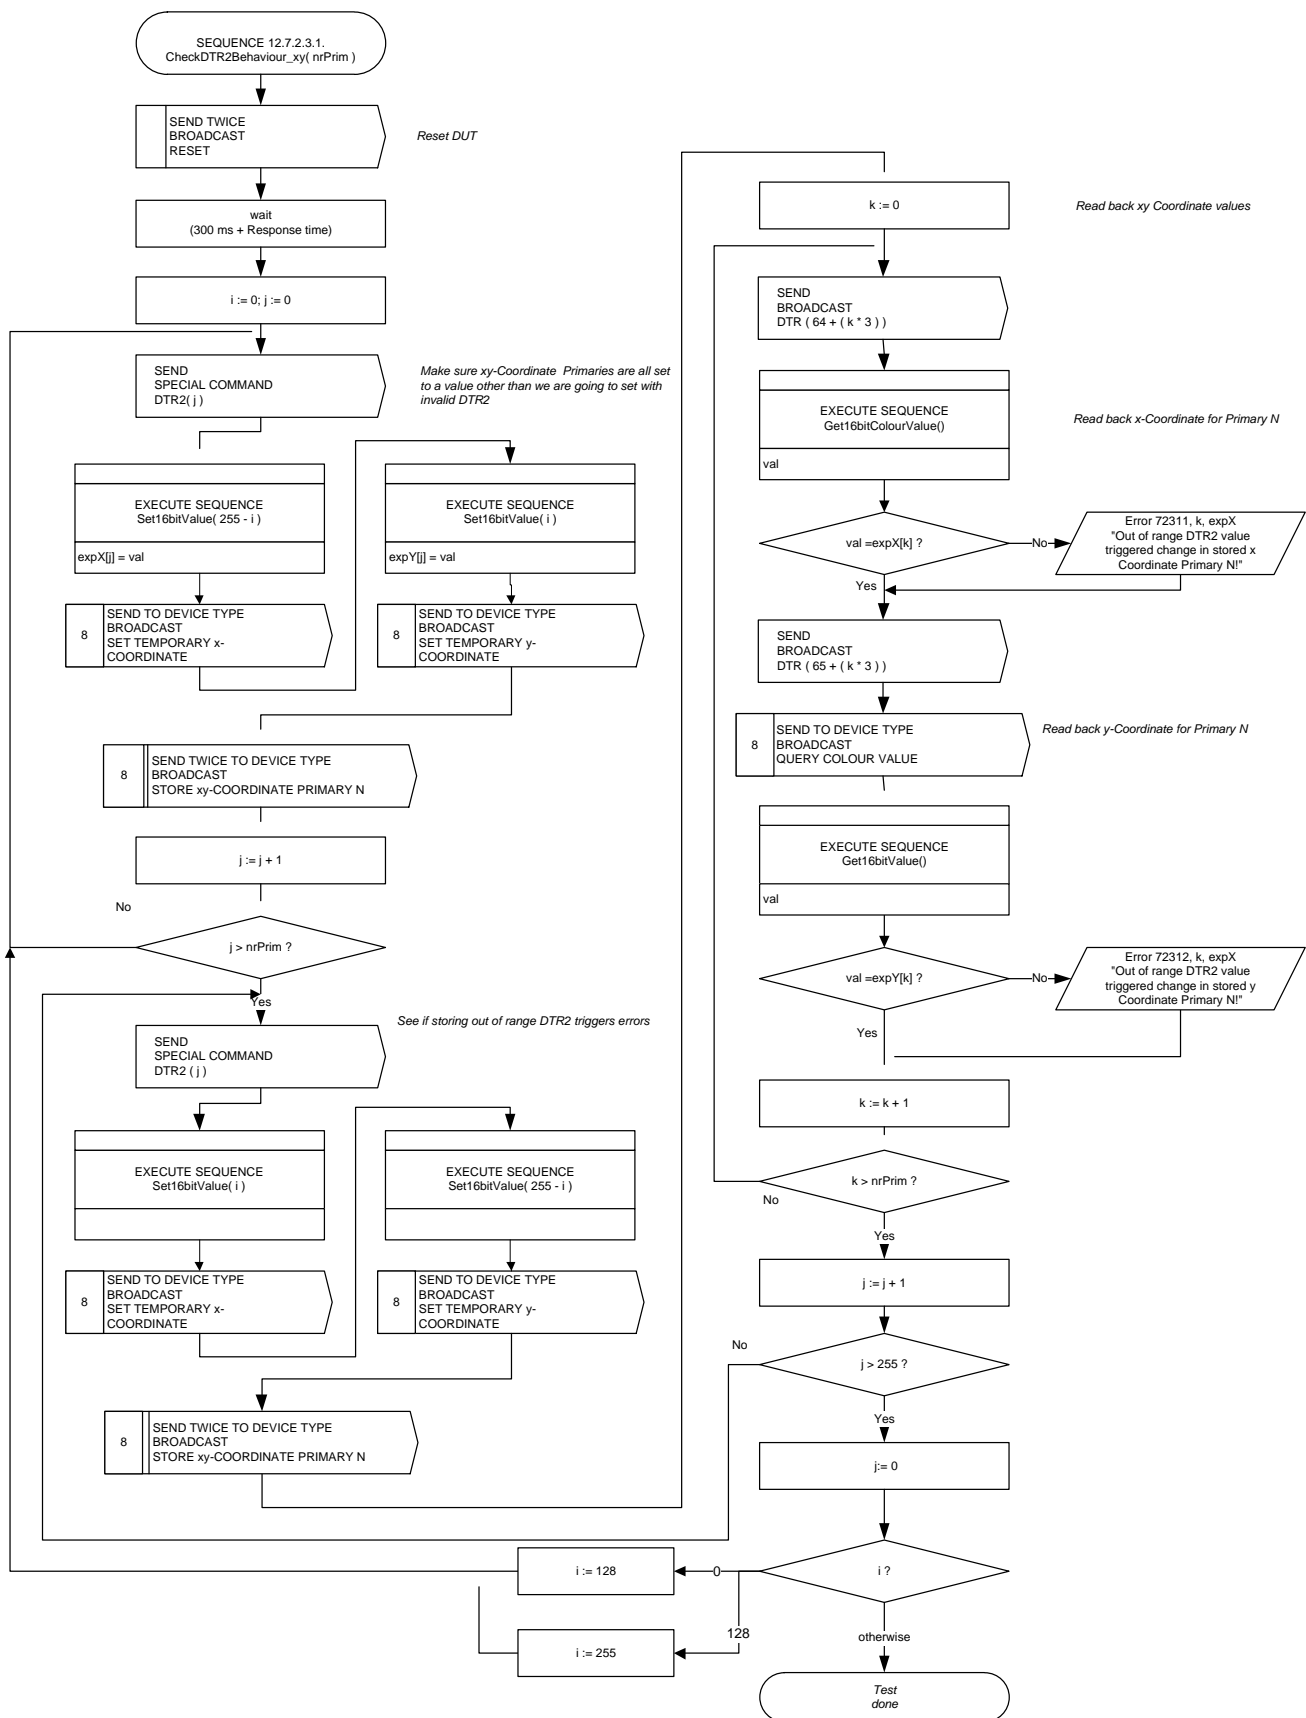 SEQUENCE 12.7.2.3.1.
CheckDTR2Behaviour_xy( nrPrim )
SEND TWICE
BROADCAST
RESET
Reset DUT
wait
(300 ms + Response time)
i := 0; j := 0
SEND
SPECIAL COMMAND
DTR2( j )
Make sure xy-Coordinate Primaries are all set
to a value other than we are going to set with
invalid DTR2
EXECUTE SEQUENCE
Set16bitValue( 255 - i )
expX[j] = val
EXECUTE SEQUENCE
Set16bitValue( i )
expY[j] = val
8
SEND TO DEVICE TYPE
BROADCAST
SET TEMPORARY x-
COORDINATE
8
SEND TO DEVICE TYPE
BROADCAST
SET TEMPORARY y-
COORDINATE
8
SEND TWICE TO DEVICE TYPE
BROADCAST
STORE xy-COORDINATE PRIMARY N
j := j + 1
No
j > nrPrim ?
Yes
See if storing out of range DTR2 triggers errors
SEND
SPECIAL COMMAND
DTR2 ( j )
EXECUTE SEQUENCE
Set16bitValue( i )
EXECUTE SEQUENCE
Set16bitValue( 255 - i )
8
SEND TO DEVICE TYPE
BROADCAST
SET TEMPORARY x-
COORDINATE
8
SEND TO DEVICE TYPE
BROADCAST
SET TEMPORARY y-
COORDINATE
8
SEND TWICE TO DEVICE TYPE
BROADCAST
STORE xy-COORDINATE PRIMARY N
k := 0
Read back xy Coordinate values
SEND
BROADCAST
DTR ( 64 + ( k * 3 ) )
EXECUTE SEQUENCE
Get16bitColourValue()
val
Read back x-Coordinate for Primary N
val =expX[k] ?
No
Error 72311, k, expX
"Out of range DTR2 value
triggered change in stored x
Coordinate Primary N!"
Yes
SEND
BROADCAST
DTR ( 65 + ( k * 3 ) )
8
SEND TO DEVICE TYPE
BROADCAST
QUERY COLOUR VALUE
Read back y-Coordinate for Primary N
EXECUTE SEQUENCE
Get16bitValue()
val
val =expY[k] ?
No
Error 72312, k, expX
"Out of range DTR2 value
triggered change in stored y
Coordinate Primary N!"
Yes
k := k + 1
k > nrPrim ?
No
Yes
j := j + 1
No
j > 255 ?
Yes
j:= 0
i ?
0
i := 128
128
i := 255
otherwise
Test
done